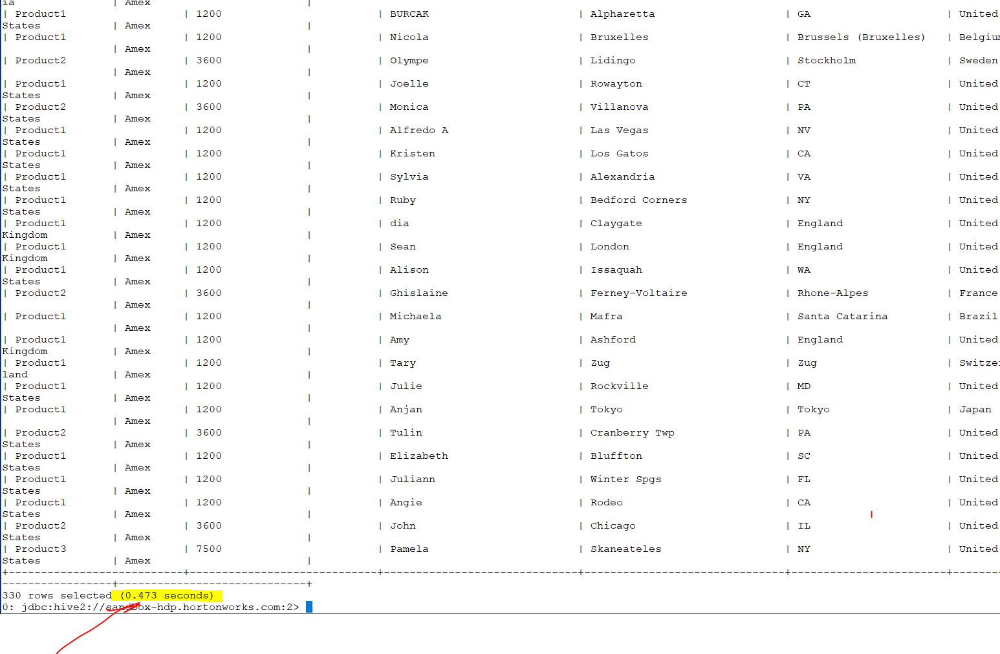 ia | Amex |
| Product1 | 1200 | BURCAK | Alpharetta | GA | United
States | Amex |
| Product1 | 1200 | Nicola | Bruxelles | Brussels (Bruxelles) | Belgium
| Amex |
| Product2 | 3600 | Olympe | Lidingo | Stockholm | Sweden
| Amex |
| Product1 | 1200 | Joelle | Rowayton | CT | United
States | Amex |
| Product2 | 3600 | Monica | Villanova | PA | United
States | Amex |
| Product1 | 1200 | Alfredo A | Las Vegas | NV | United
States | Amex |
| Product1 | 1200 | Kristen | Los Gatos | CA | United
States | Amex |
| Product1 | 1200 | Sylvia | Alexandria | VA | United
States | Amex |
| Product1 | 1200 | Ruby | Bedford Corners | NY | United
States | Amex |
| Product1 | 1200 | dia | Claygate | England | United
Kingdom | Amex |
| Product1 | 1200 | Sean | London | England | United
Kingdom | Amex |
| Product1 | 1200 | Alison | Issaquah | WA | United
States | Amex |
| Product2 | 3600 | Ghislaine | Ferney-Voltaire | Rhone-Alpes | France
| Amex |
| Product1 | 1200 | Michaela | Mafra | Santa Catarina | Brazil
| Amex |
| Product1 | 1200 | Amy | Ashford | England | United
Kingdom | Amex |
| Product1 | 1200 | Tary | Zug | Zug | Switzer
land | Amex |
| Product1 | 1200 | Julie | Rockville | MD | United
States | Amex |
| Product1 | 1200 | Anjan | Tokyo | Tokyo | Japan
| Amex |
| Product2 | 3600 | Tulin | Cranberry Twp | PA | United
States | Amex |
| Product1 | 1200 | Elizabeth | Bluffton | SC | United
States | Amex |
| Product1 | 1200 | Juliann | Winter Spgs | FL | United
States | Amex |
| Product1 | 1200 | Angie | Rodeo | CA | United
States | Amex |
| Product2 | 3600 | John | Chicago | IL | United
States | Amex |
| Product3 | 7500 | Pamela | Skaneateles | NY | United
States | Amex |
330 rows selected (0.473 seconds)
0: jdbc:hive2://sandbox-hdp.hortonworks.com:2>